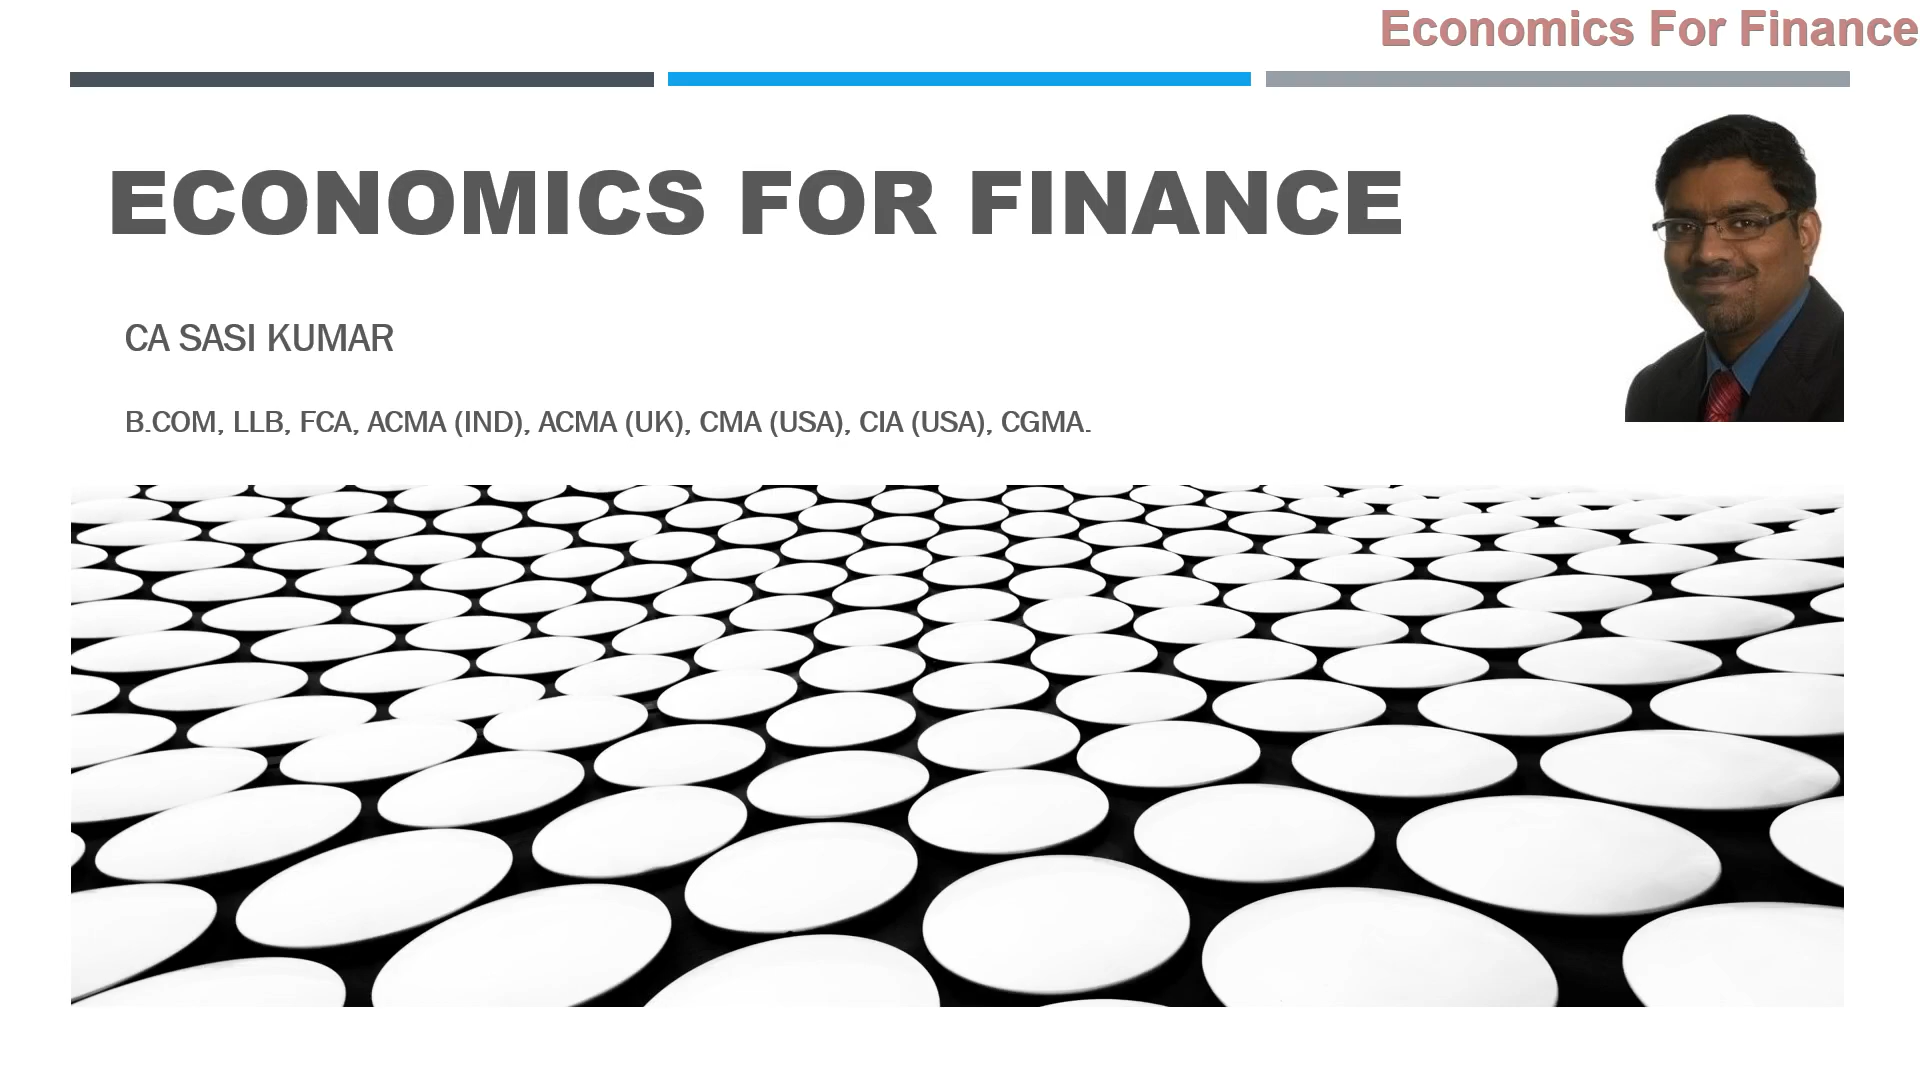 Economics For Finance
ECONOMICS FOR FINANCE
CA SASI KUMAR
B.COM, LLB, FCA, ACMA (IND), ACMA (UK), CMA (USA), CIA (USA), CGMA.